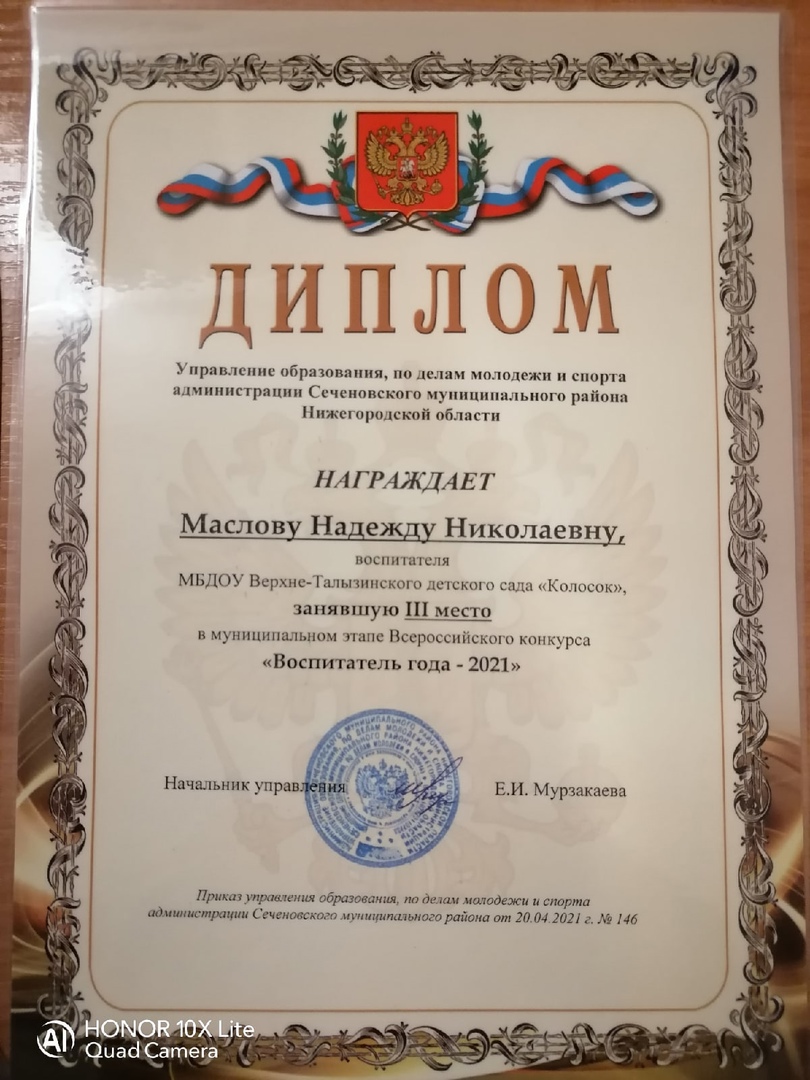 ДИПЛОМ
Управление образования, по делам молодежи и спорта
администрации Сеченовского муниципального района
Нижегородской области
НАГРАЖДАЕТ
Маслову Надежду Николаевну,
воспитателя
МБДОУ Верхне-Талызинского детского сада «Колосок»,
занявшую III место
в муниципальном этапе Всероссийского конкурса
«Воспитатель года - 2021»
Начальник управления
Е.И. Мурзакаева
Приказ управления образования, по делам молодежи и спорта
администрации Сеченовского муниципального района от 20.04.2021 г. № 146
AI HONOR 10X Lite
Quad Camera